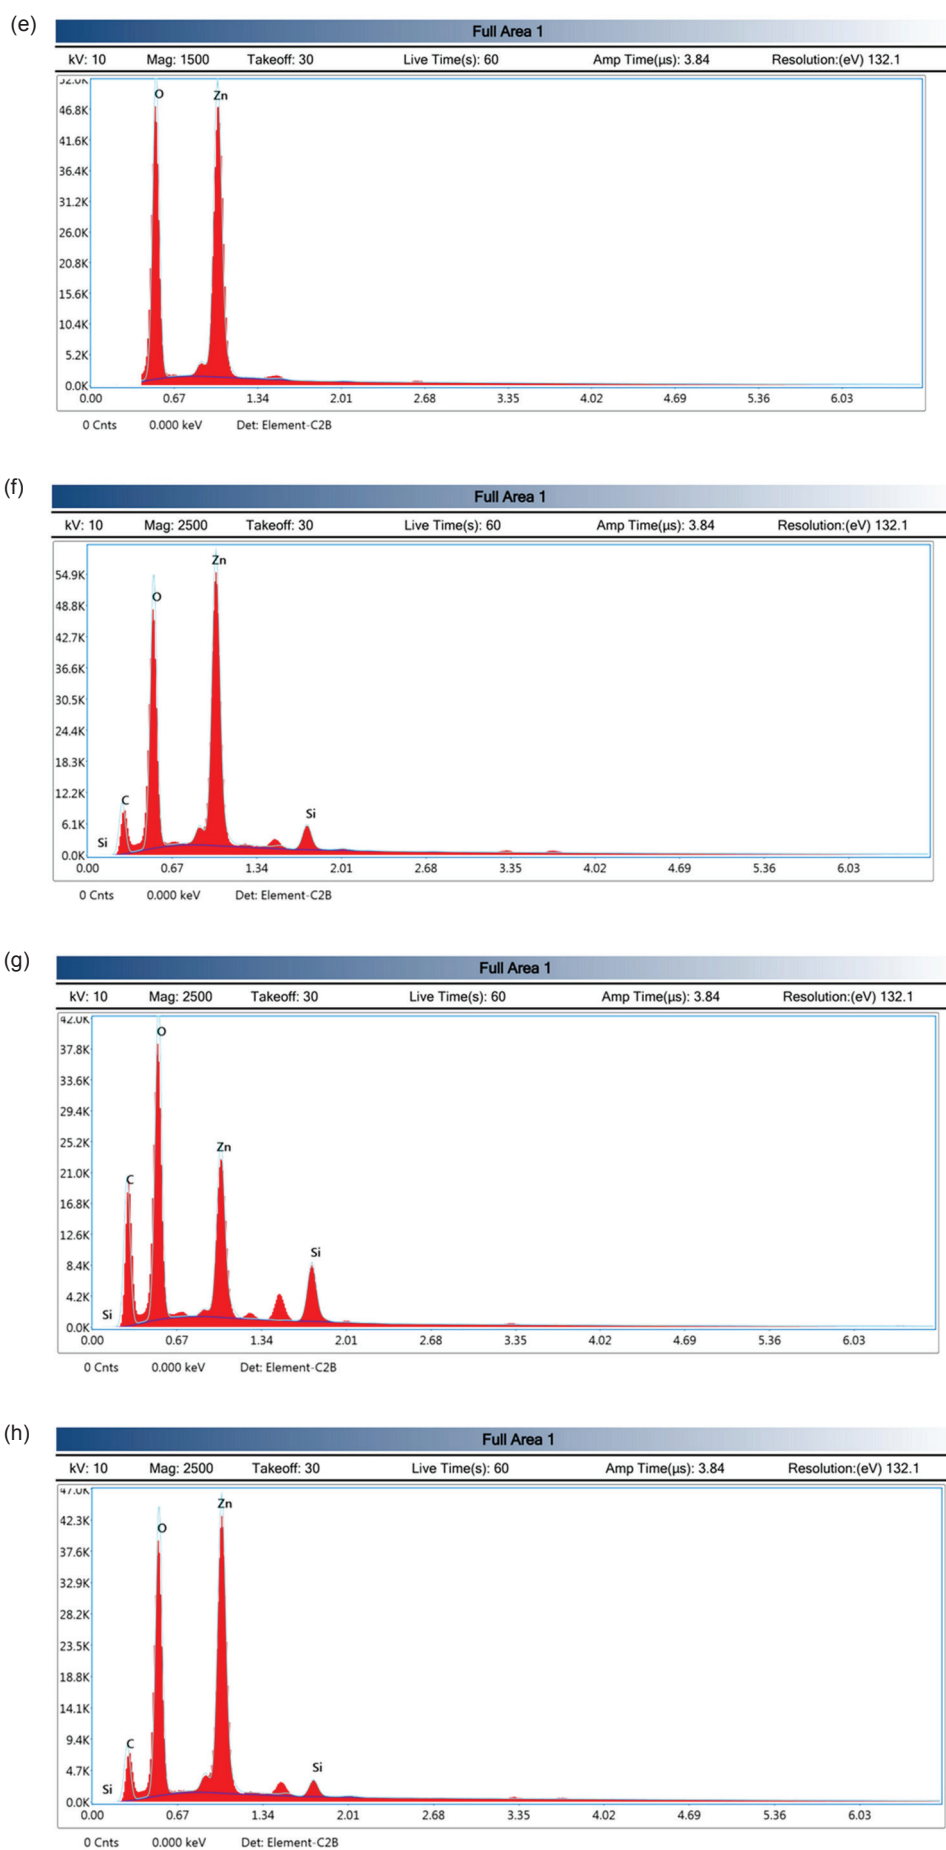 (e)
Full Area 1
kV: 10 Mag: 1500 Takeoff: 30 Live Time(s): 60 Amp Time(µs): 3.84 Resolution:(eV) 132.1
52.0K
O Zn
46.8K
41.6K
36.4K
31.2K
26.0K
20.8K
15.6K
10.4K
5.2K
0.0K
0.00 0.67 1.34 2.01 2.68 3.35 4.02 4.69 5.36 6.03
0 Cnts 0.000 keV Det: Element-C2B
(f)
Full Area 1
kV: 10 Mag: 2500 Takeoff: 30 Live Time(s): 60 Amp Time(µs): 3.84 Resolution:(eV) 132.1
Zn
54.9K
O
48.8K
42.7K
36.6K
30.5K
24.4K
18.3K
12.2K
C
Si
6.1K
Si
0.0K
0.00 0.67 1.34 2.01 2.68 3.35 4.02 4.69 5.36 6.03
0 Cnts 0.000 keV Det: Element-C2B
(g)
Full Area 1
kV: 10 Mag: 2500 Takeoff: 30 Live Time(s): 60 Amp Time(µs): 3.84 Resolution:(eV) 132.1
42.0K
O
37.8K
33.6K
29.4K
25.2K
Zn
21.0K
C
16.8K
12.6K
Si
8.4K
4.2K
Si
0.0K
0.00 0.67 1.34 2.01 2.68 3.35 4.02 4.69 5.36 6.03
0 Cnts 0.000 keV Det: Element-C2B
(h)
Full Area 1
kV: 10 Mag: 2500 Takeoff: 30 Live Time(s): 60 Amp Time(µs): 3.84 Resolution:(eV) 132.1
47.0K
Zn
42.3K
O
37.6K
32.9K
28.2K
23.5K
18.8K
14.1K
9.4K
C
4.7K
Si
Si
0.0K
0.00 0.67 1.34 2.01 2.68 3.35 4.02 4.69 5.36 6.03
0 Cnts 0.000 keV Det: Element-C2B